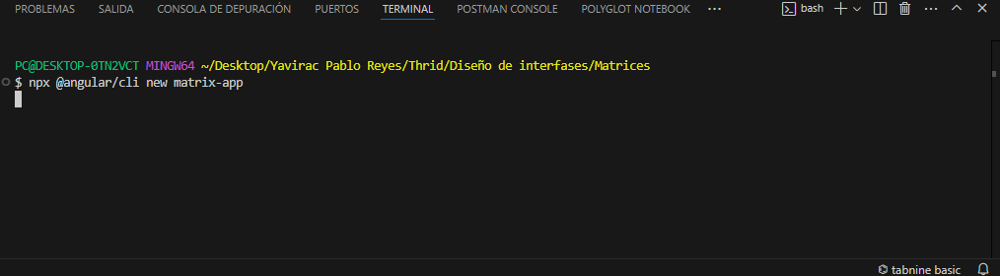 PROBLEMAS SALIDA CONSOLA DE DEPURACIÓN PUERTOS TERMINAL POSTMAN CONSOLE POLYGLOT NOTEBOOK ··· bash
PC@DESKTOP-0TN2VCT MINGW64 ~/Desktop/Yavirac Pablo Reyes/Thrid/Diseño de interfases/Matrices
$ npx @angular/cli new matrix-app
tabnine basic